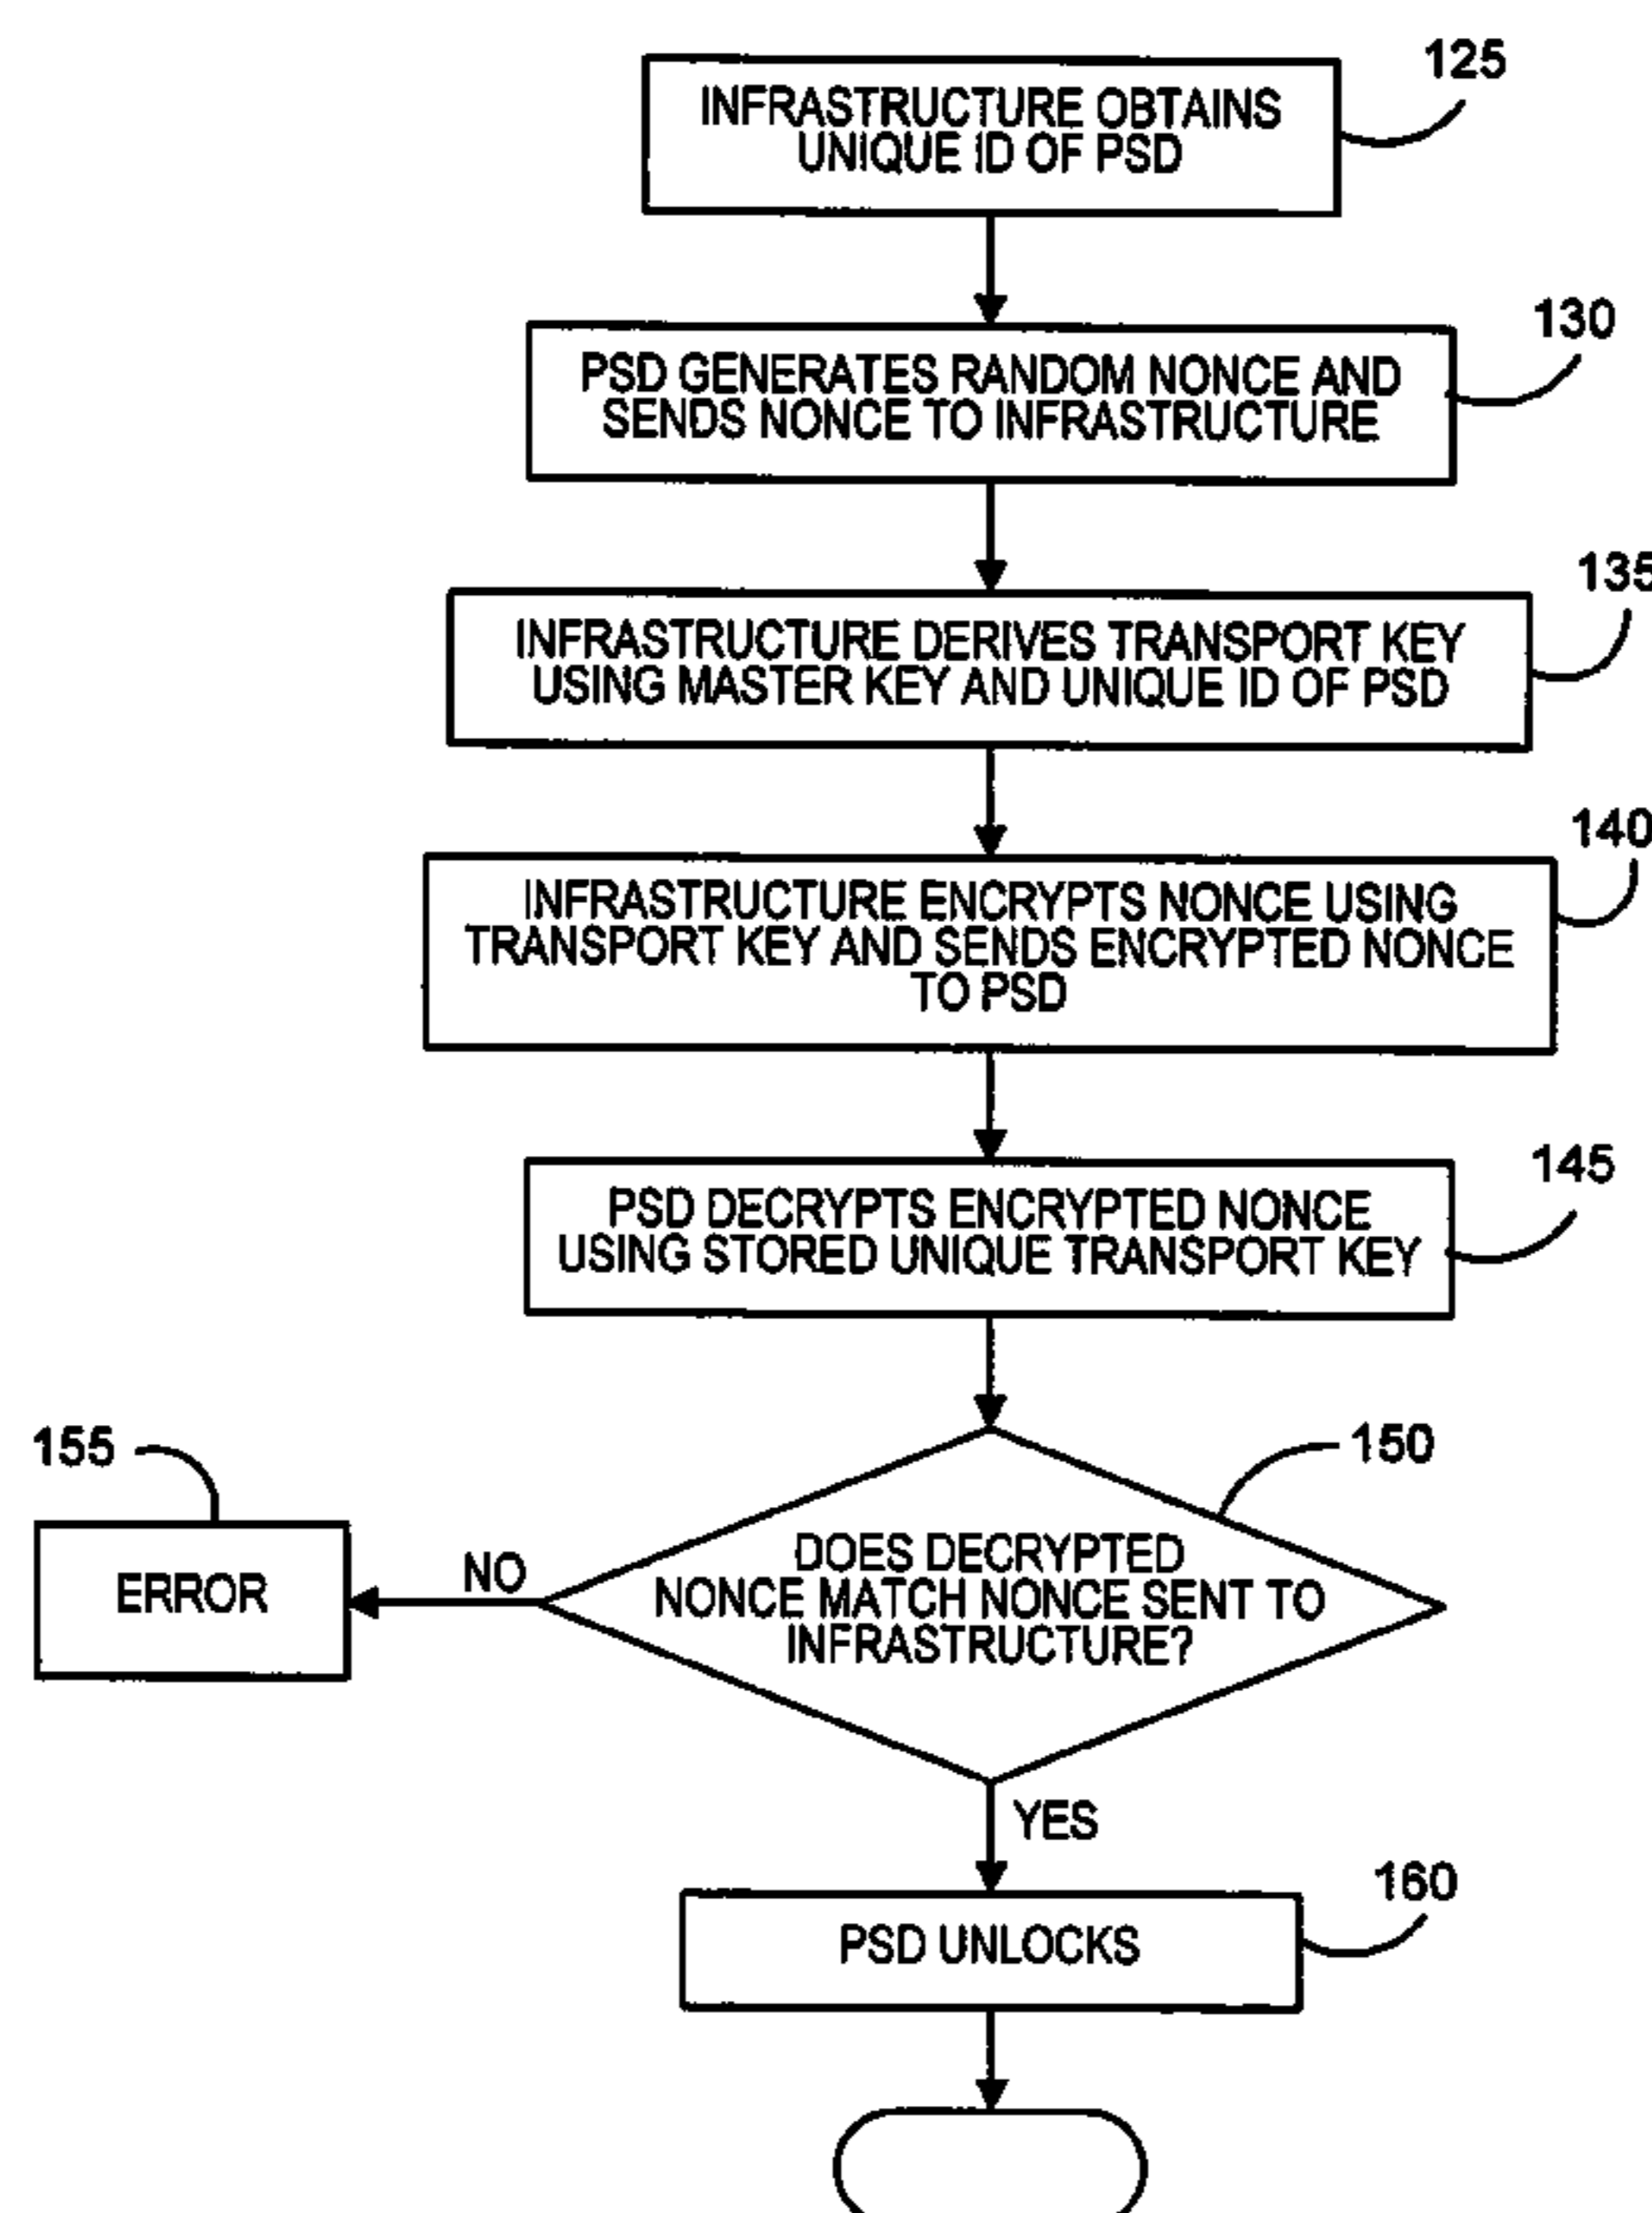 125
INFRASTRUCTURE OBTAINS
UNIQUE ID OF PSD
130
PSD GENERATES RANDOM NONCE AND
SENDS NONCE TO INFRASTRUCTURE
135
INFRASTRUCTURE DERIVES TRANSPORT KEY
USING MASTER KEY AND UNIQUE ID OF PSD
140
INFRASTRUCTURE ENCRYPTS NONCE USING
TRANSPORT KEY AND SENDS ENCRYPTED NONCE
TO PSD
145
PSD DECRYPTS ENCRYPTED NONCE
USING STORED UNIQUE TRANSPORT KEY
155
150
ERROR
NO
DOES DECRYPTED
NONCE MATCH NONCE SENT TO
INFRASTRUCTURE?
YES
160
PSD UNLOCKS